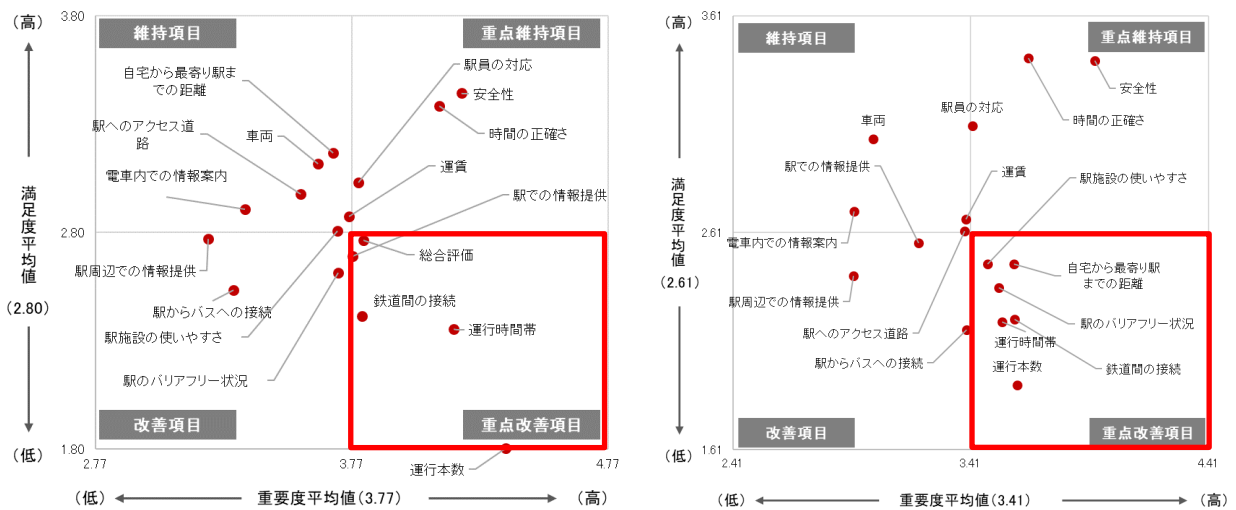 （高）
3.80
維持項目
重点維持項目
駅員の対応
自宅から最寄り駅ま
での距離
安全性
駅へのアクセス道
路
車両
時間の正確さ
運賃
電車内での情報案内
駅での情報提供
満足度平均値
（2.80）
2.80
総合評価
駅周辺での情報提供
鉄道間の接続
駅からバスへの接続
運行時間帯
駅施設の使いやすさ
駅のバリアフリー状況
改善項目
重点改善項目
（低）
1.80
運行本数
2.77
3.77
4.77
（低）
重要度平均値（3.77）
（高）
（高）
3.61
維持項目
重点維持項目
安全性
駅員の対応
時間の正確さ
車両
駅での情報提供
運賃
駅施設の使いやすさ
満足度平均値
（2.61）
2.61
電車内での情報案内
自宅から最寄り駅
までの距離
駅周辺での情報提供
駅のバリアフリー状況
駅へのアクセス道路
運行時間帯
駅からバスへの接続
運行本数
鉄道間の接続
改善項目
重点改善項目
（低）
1.61
2.41
3.41
4.41
（低）
重要度平均値（3.41）
（高）